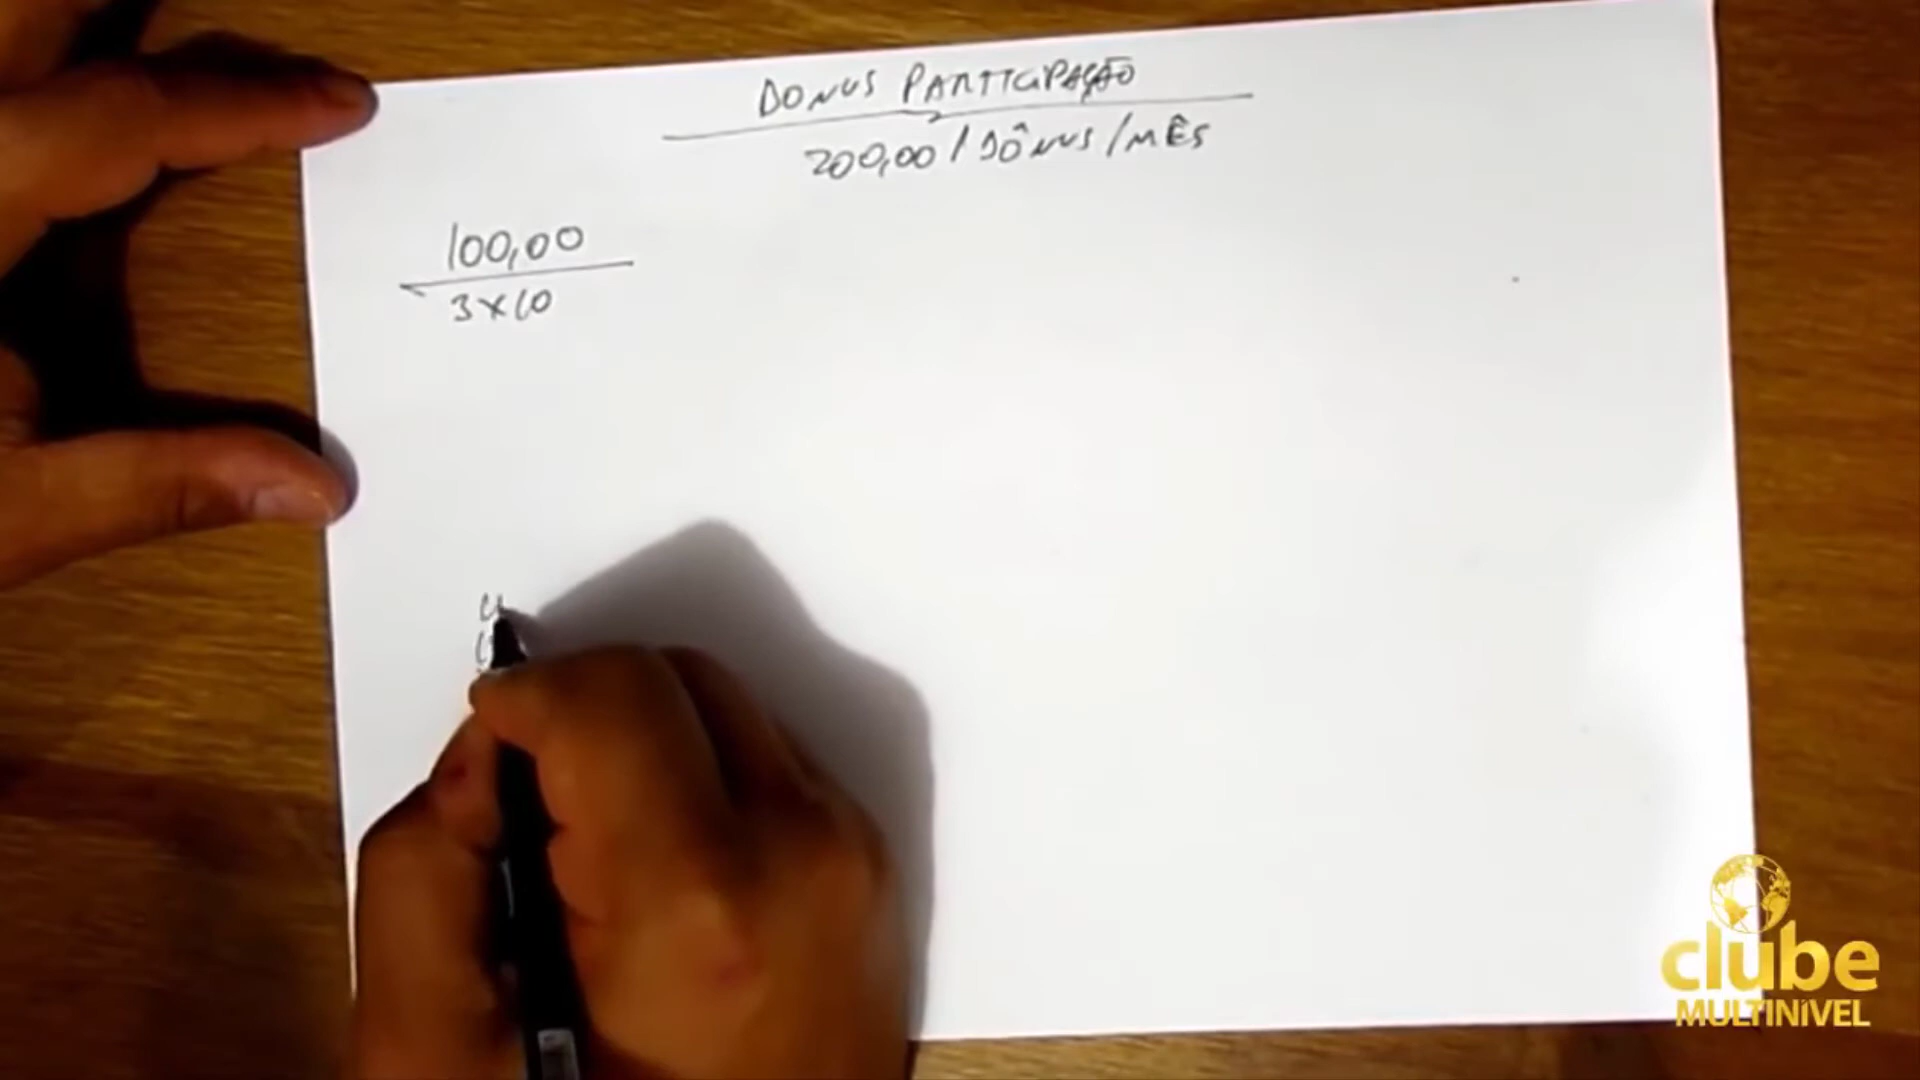 BONUS PARTICIPAÇÃO
200,00 / BÔNUS / MÊS
100,00
3 x 10
clube
MULTINÍVEL